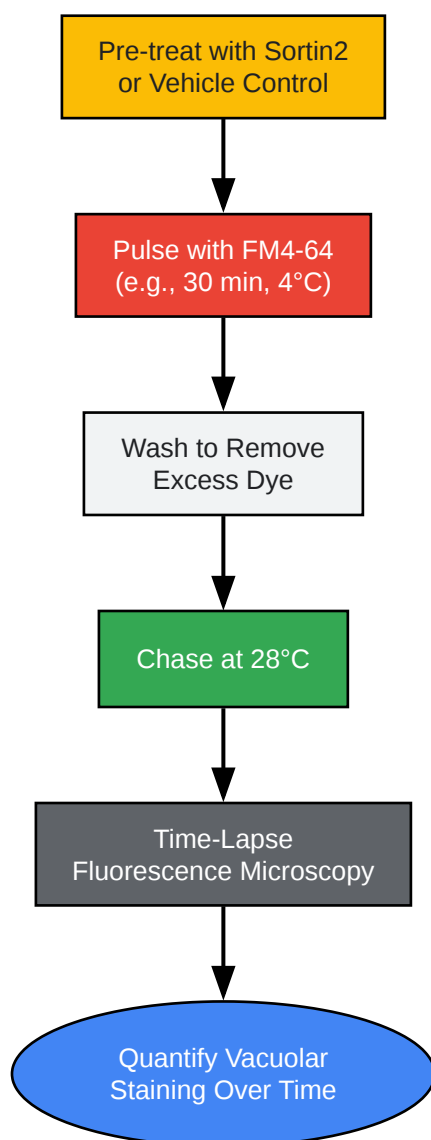 Pre-treat with Sortin2
or Vehicle Control
Pulse with FM4-64
(e.g., 30 min, 4°C)
Wash to Remove
Excess Dye
Chase at 28°C
Time-Lapse
Fluorescence Microscopy
Quantify Vacuolar
Staining Over Time